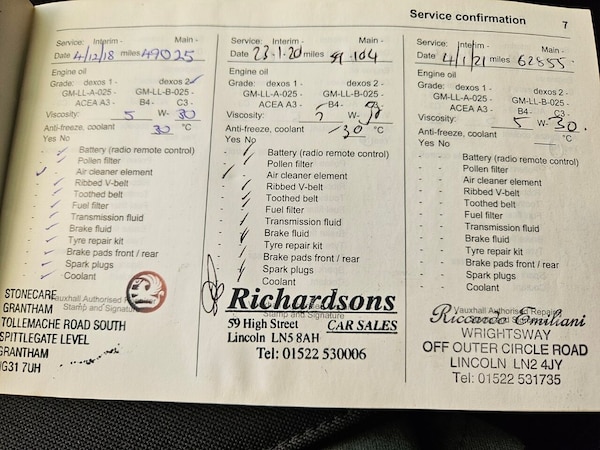 Service confirmation 7
Service: Interim - Main -
Date 4/12/18 miles 49025
Engine oil
Grade: dexos 1 - dexos 2 -
GM-LL-A-025 - GM-LL-B-025 -
ACEA A3 - B4 - C3 -
Viscosity: 5 W- 30
Anti-freeze, coolant 30 °C
Yes No
- - Battery (radio remote control)
- - Pollen filter
- - Air cleaner element
- - Ribbed V-belt
- - Toothed belt
- - Fuel filter
- - Transmission fluid
- - Brake fluid
- - Tyre repair kit
- - Brake pads front / rear
- - Spark plugs
- - Coolant
Vauxhall Authorised
Stamp and Signature
STONECARE
GRANTHAM
TOLLEMACHE ROAD SOUTH
SPITTLEGATE LEVEL
GRANTHAM
NG31 7UH
Service: Interim - Main -
Date 23-1-20 miles 59104
Engine oil
Grade: dexos 1 - dexos 2 -
GM-LL-A-025 - GM-LL-B-025 -
ACEA A3 - B4 - C3 -
Viscosity: 5 W- 30
Anti-freeze, coolant -30 °C
Yes No
- - Battery (radio remote control)
- - Pollen filter
- - Air cleaner element
- - Ribbed V-belt
- - Toothed belt
- - Fuel filter
- - Transmission fluid
- - Brake fluid
- - Tyre repair kit
- - Brake pads front / rear
- - Spark plugs
- - Coolant
Stamp and Signature
Richardsons
59 High Street CAR SALES
Lincoln LN5 8AH
Tel: 01522 530006
Service: Interim - Main -
Date 4/1/21 miles 62855
Engine oil
Grade: dexos 1 - dexos 2 -
GM-LL-A-025 - GM-LL-B-025 -
ACEA A3 - B4 - C3 -
Viscosity: 5 W- 30
Anti-freeze, coolant °C
Yes No
- - Battery (radio remote control)
- - Pollen filter
- - Air cleaner element
- - Ribbed V-belt
- - Toothed belt
- - Fuel filter
- - Transmission fluid
- - Brake fluid
- - Tyre repair kit
- - Brake pads front / rear
- - Spark plugs
- - Coolant
Vauxhall Authorised Repairer
Stamp and Signature
Riccardo Emiliani
WRIGHTSWAY
OFF OUTER CIRCLE ROAD
LINCOLN LN2 4JY
Tel: 01522 531735